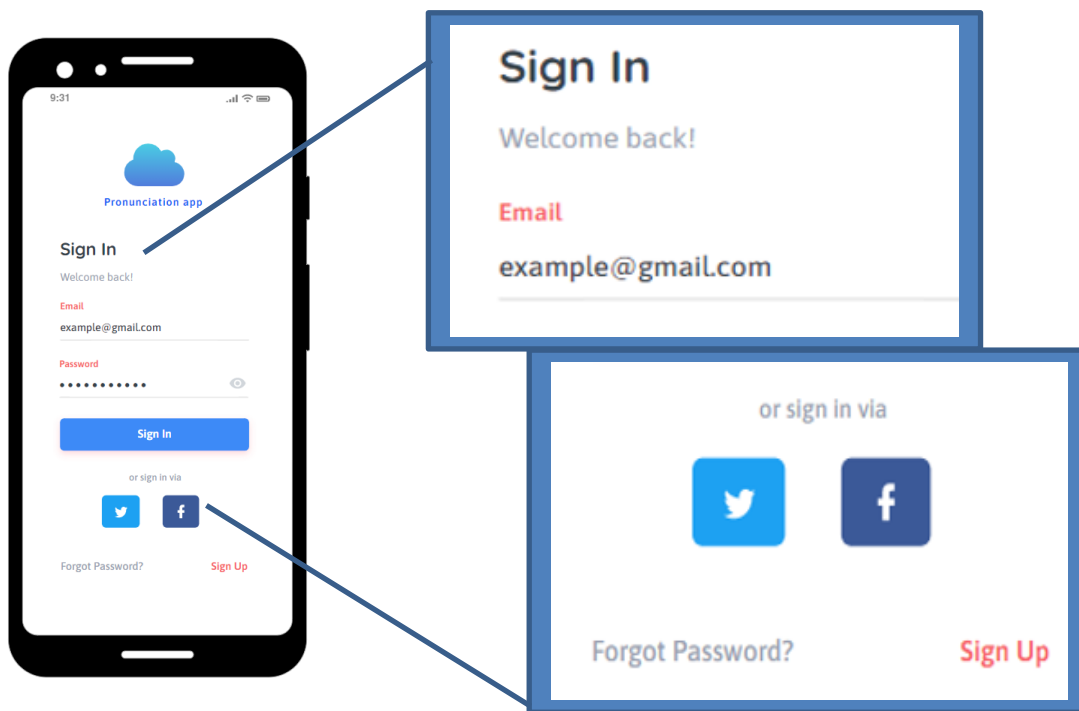 9:31
Pronunciation app
Sign In
Welcome back!
Email
example@gmail.com
Password
Sign In
or sign in via
Forgot Password? Sign Up
Sign In
Welcome back!
Email
example@gmail.com
or sign in via
Forgot Password? Sign Up